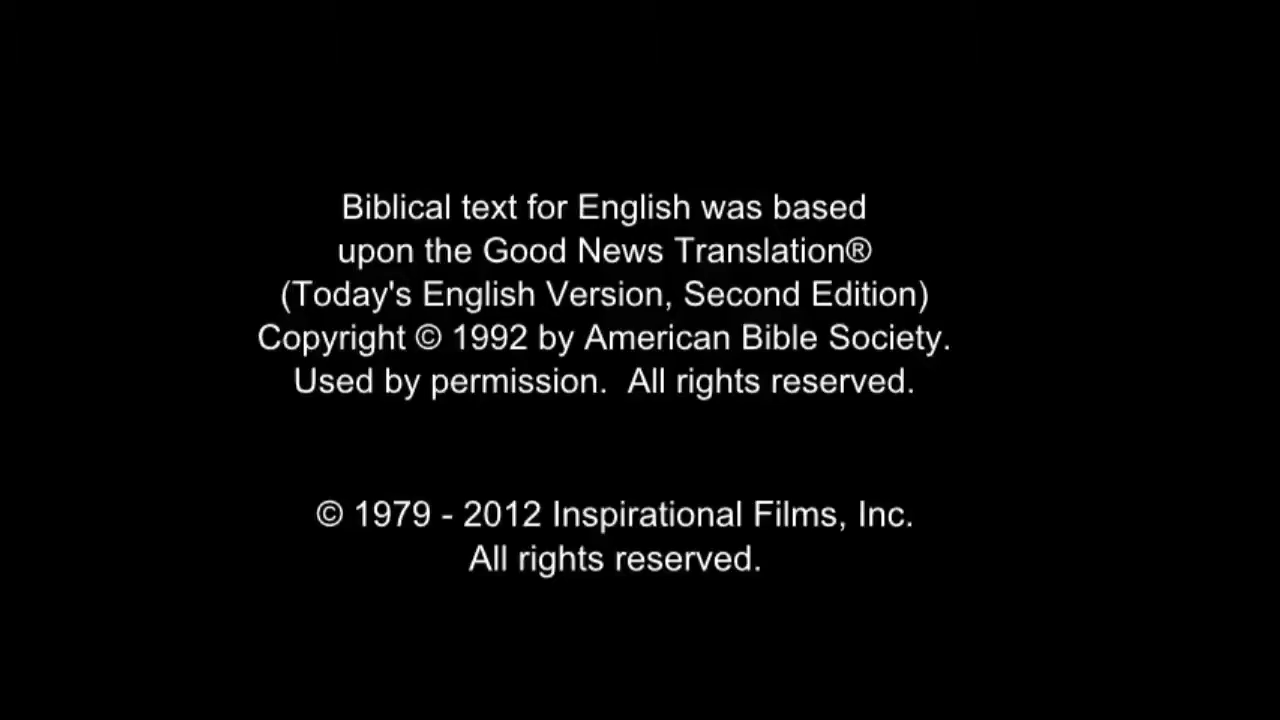 Biblical text for English was based
upon the Good News Translation®
(Today's English Version, Second Edition)
Copyright © 1992 by American Bible Society.
Used by permission.  All rights reserved.
© 1979 - 2012 Inspirational Films, Inc.
All rights reserved.